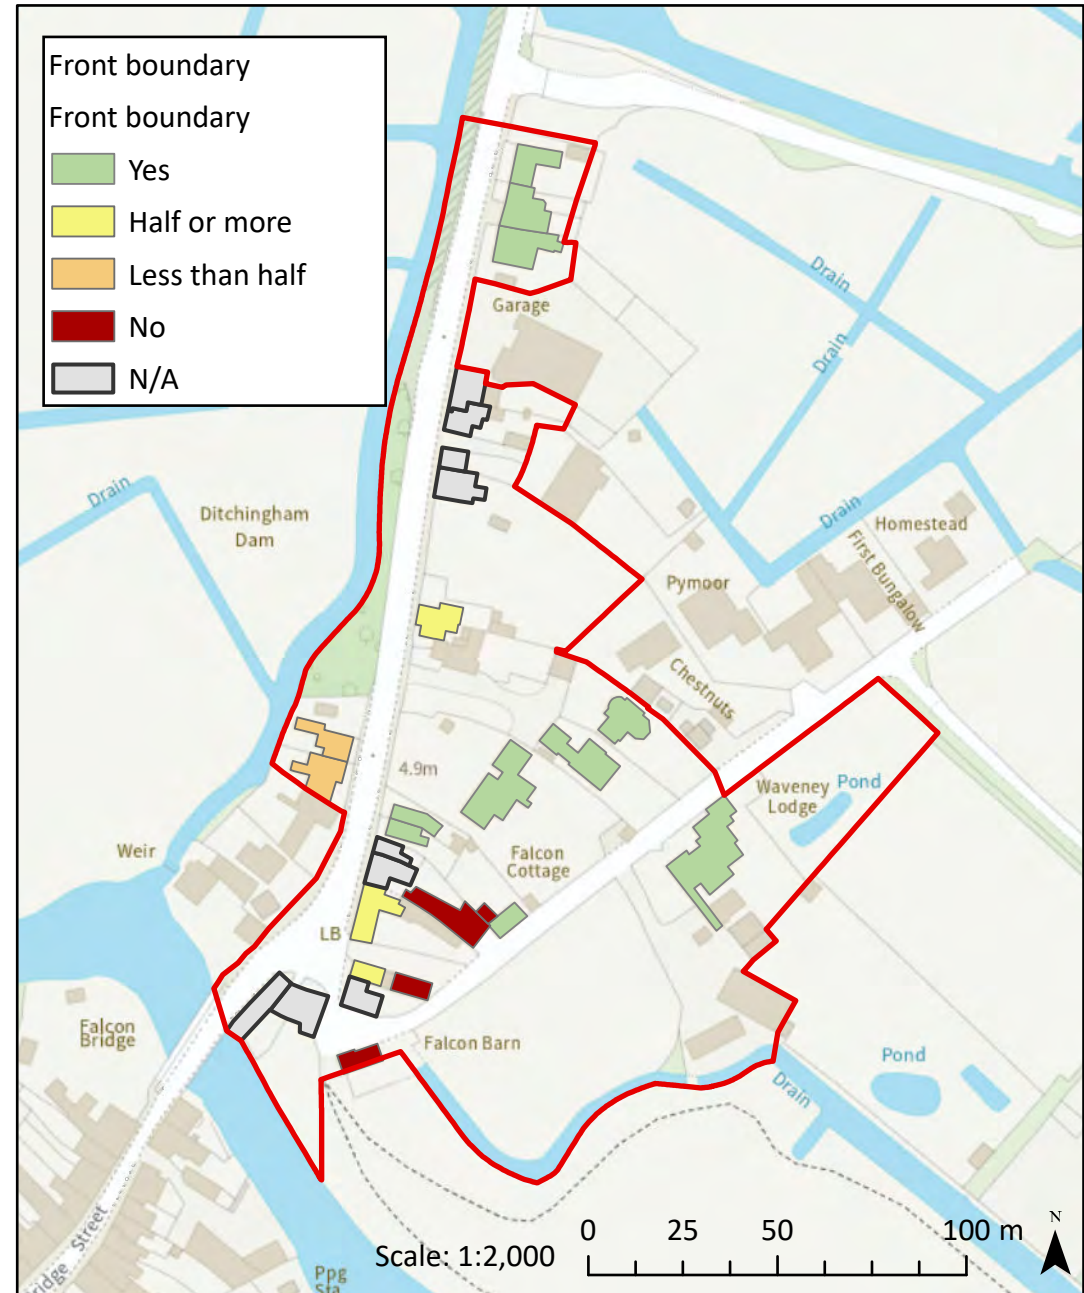 Front boundary
Front boundary
Yes
Half or more
Less than half
No
N/A
Garage
Drain
Drain
Drain
Ditchingham
Dam
Drain
Homestead
First Bungalow
Pymoor
Chestnuts
4.9m
Waveney
Lodge
Pond
Weir
Falcon
Cottage
LB
Falcon
Bridge
Falcon Barn
Pond
Drain
ridge Street
Ppg
Sta
0 25 50 100 m
Scale: 1:2,000
N